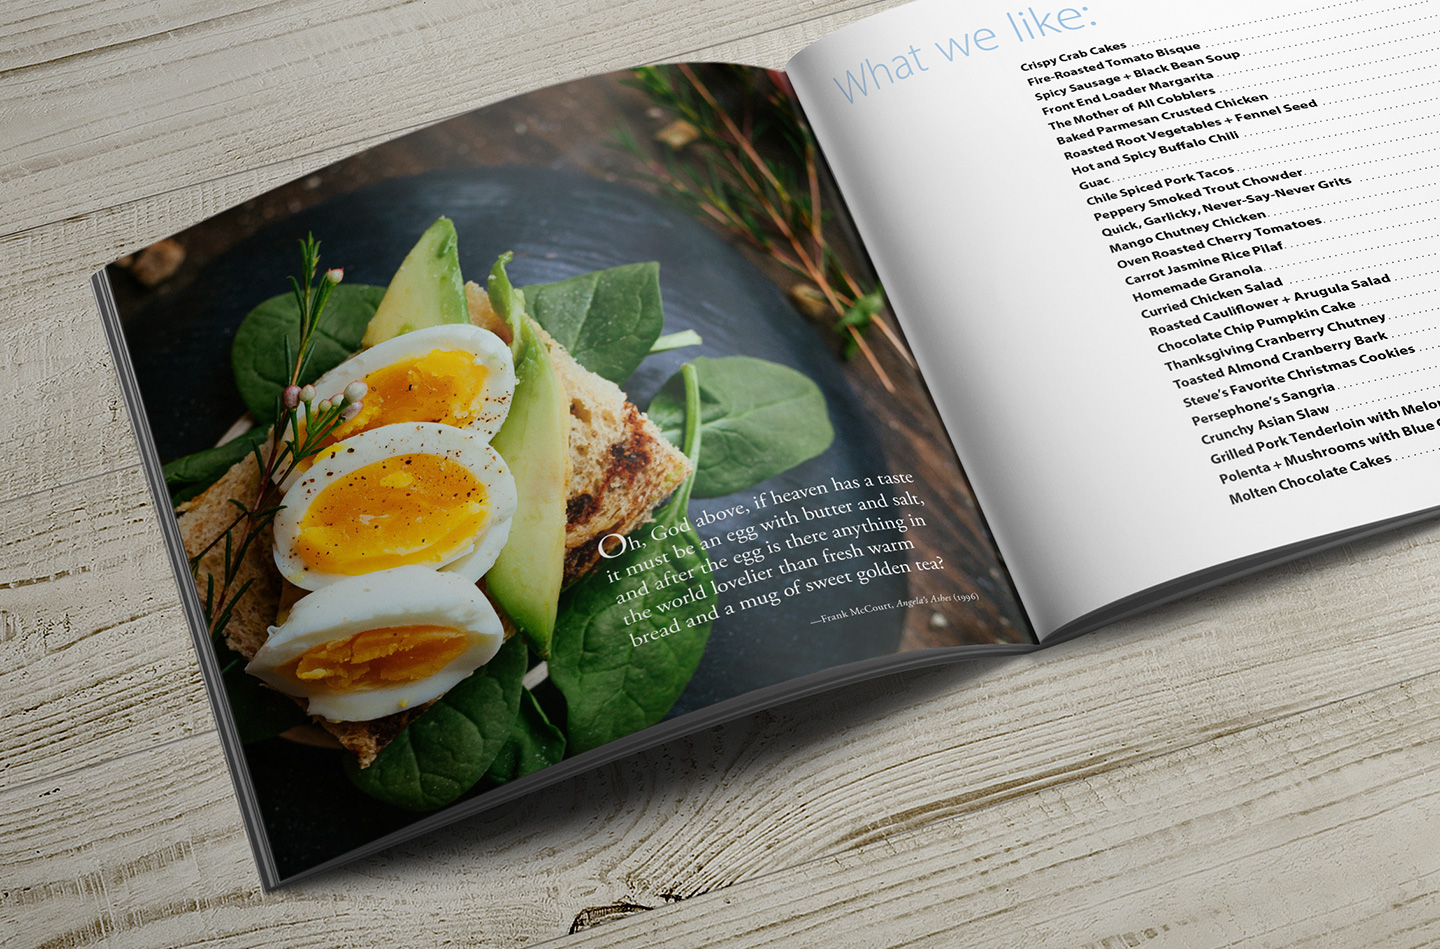 Oh, God above, if heaven has a taste
it must be an egg with butter and salt,
and after the egg is there anything in
the world lovelier than fresh warm
bread and a mug of sweet golden tea?
—Frank McCourt, Angela's Ashes (1996)
What we like:
Crispy Crab Cakes
Fire-Roasted Tomato Bisque
Spicy Sausage + Black Bean Soup
Front End Loader Margarita
The Mother of All Cobblers
Baked Parmesan Crusted Chicken
Roasted Root Vegetables + Fennel Seed
Hot and Spicy Buffalo Chili
Guac
Chile Spiced Pork Tacos
Peppery Smoked Trout Chowder
Quick, Garlicky, Never-Say-Never Grits
Mango Chutney Chicken
Oven Roasted Cherry Tomatoes
Carrot Jasmine Rice Pilaf
Homemade Granola
Curried Chicken Salad
Roasted Cauliflower + Arugula Salad
Chocolate Chip Pumpkin Cake
Thanksgiving Cranberry Chutney
Toasted Almond Cranberry Bark
Steve's Favorite Christmas Cookies
Persephone's Sangria
Crunchy Asian Slaw
Grilled Pork Tenderloin with Melon
Polenta + Mushrooms with Blue
Molten Chocolate Cakes